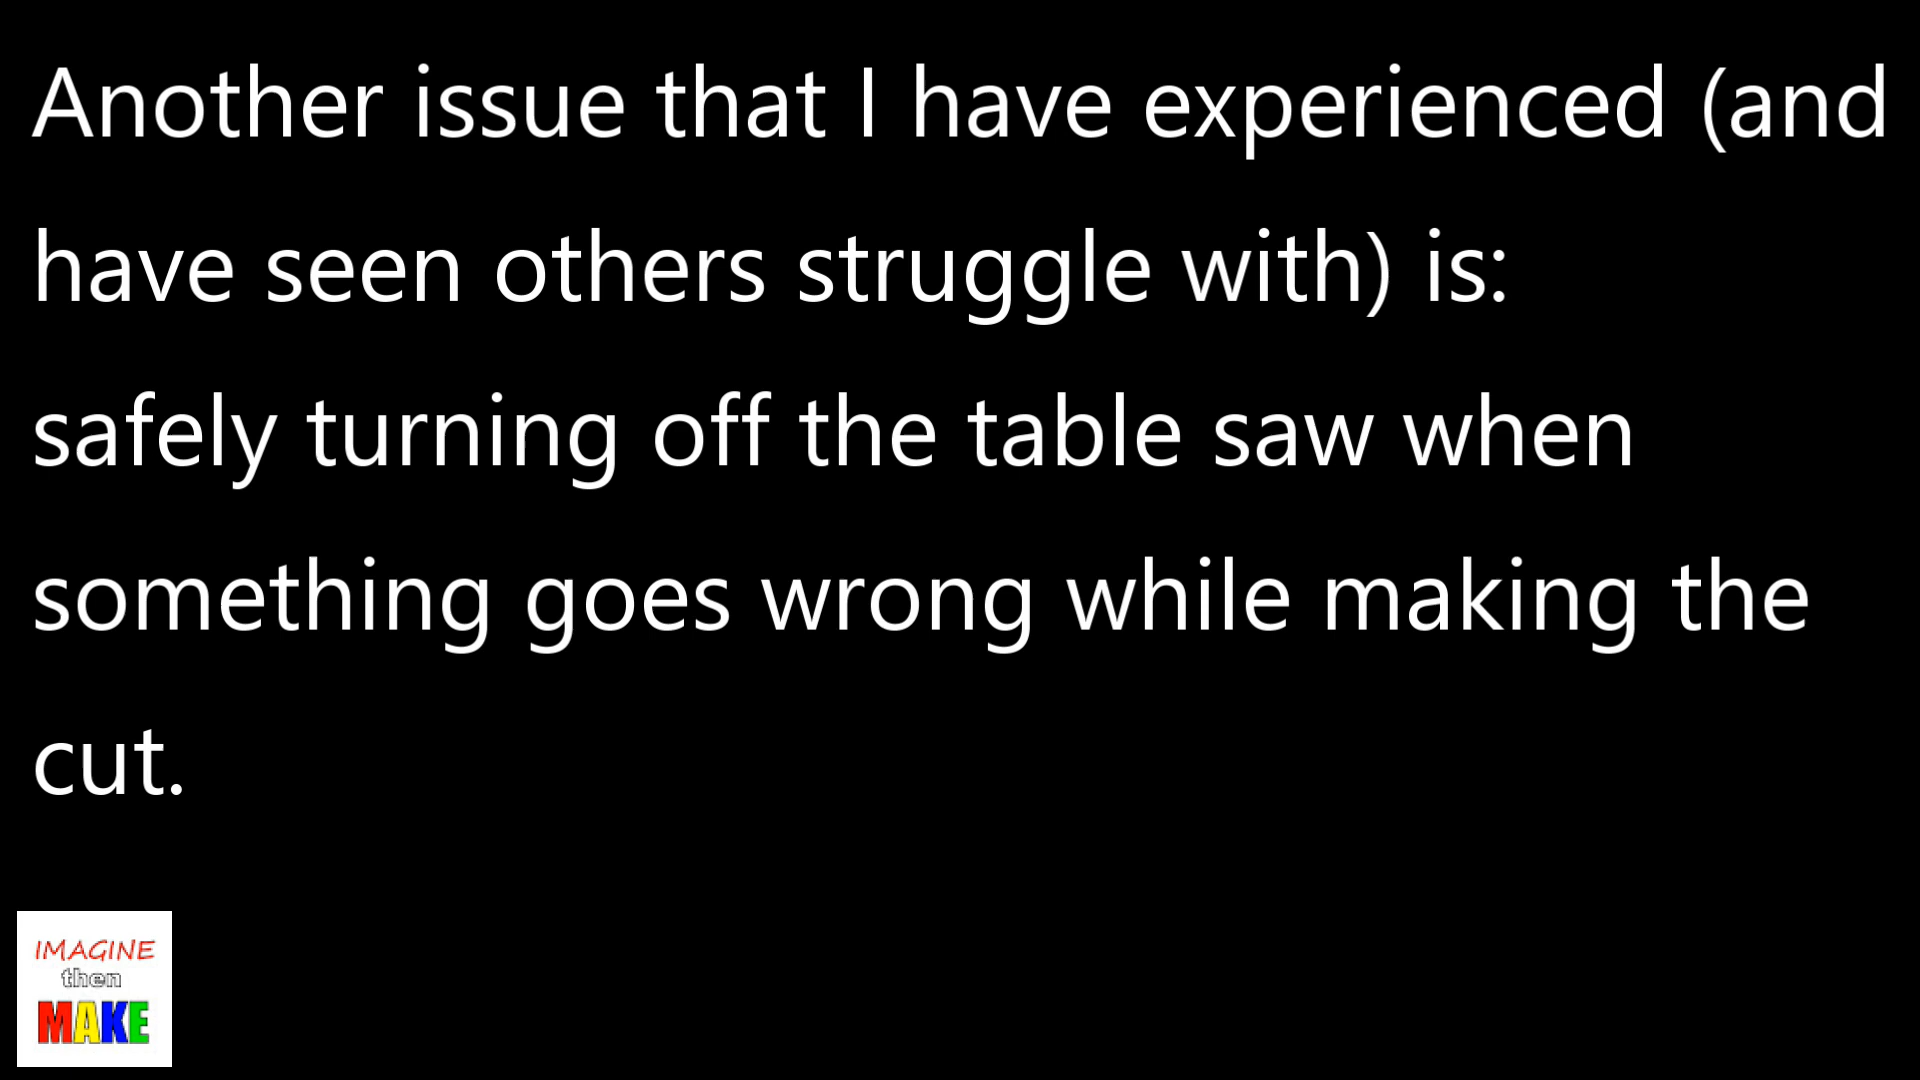 Another issue that I have experienced (and
have seen others struggle with) is:
safely turning off the table saw when
something goes wrong while making the
cut.
IMAGINE
then
MAKE